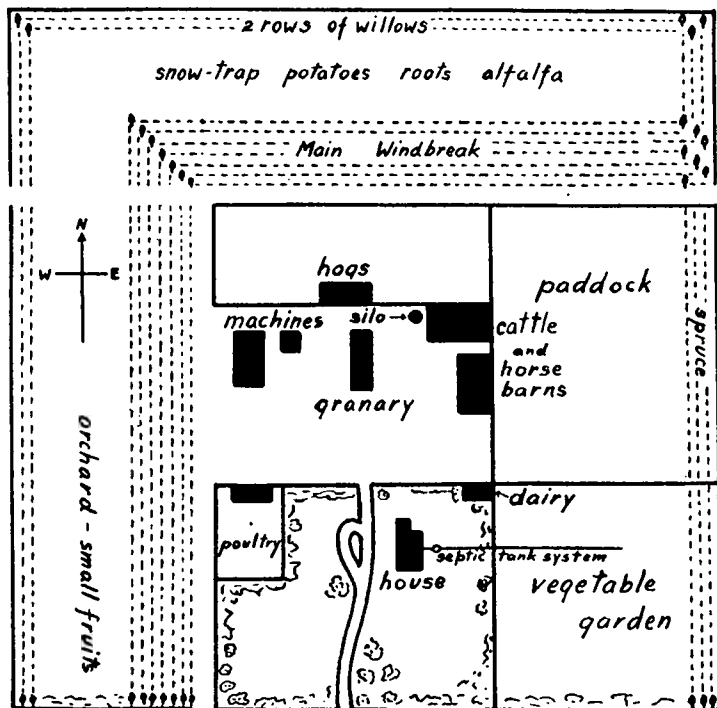 2 rows of willows
snow-trap potatoes roots alfalfa
Main Windbreak
N
W E
hogs
paddock
machines
silo
cattle
and
horse
barns
granary
spruce
orchard - small fruits
dairy
poultry
septic tank system
house
vegetable
garden